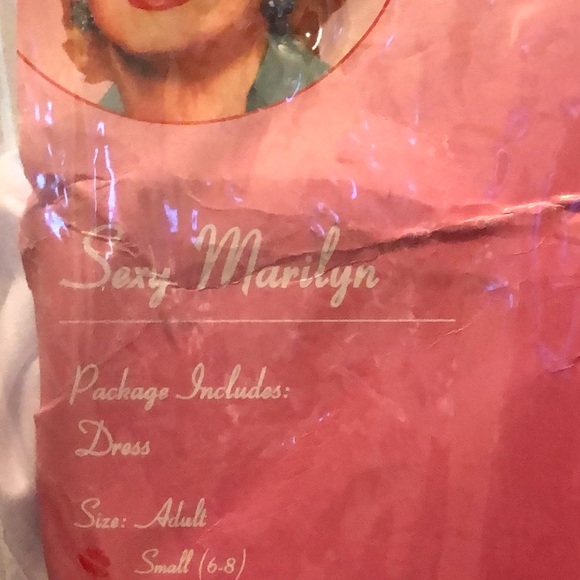 Sexy Marilyn
Package Includes:
Dress
Size: Adult
Small (6-8)